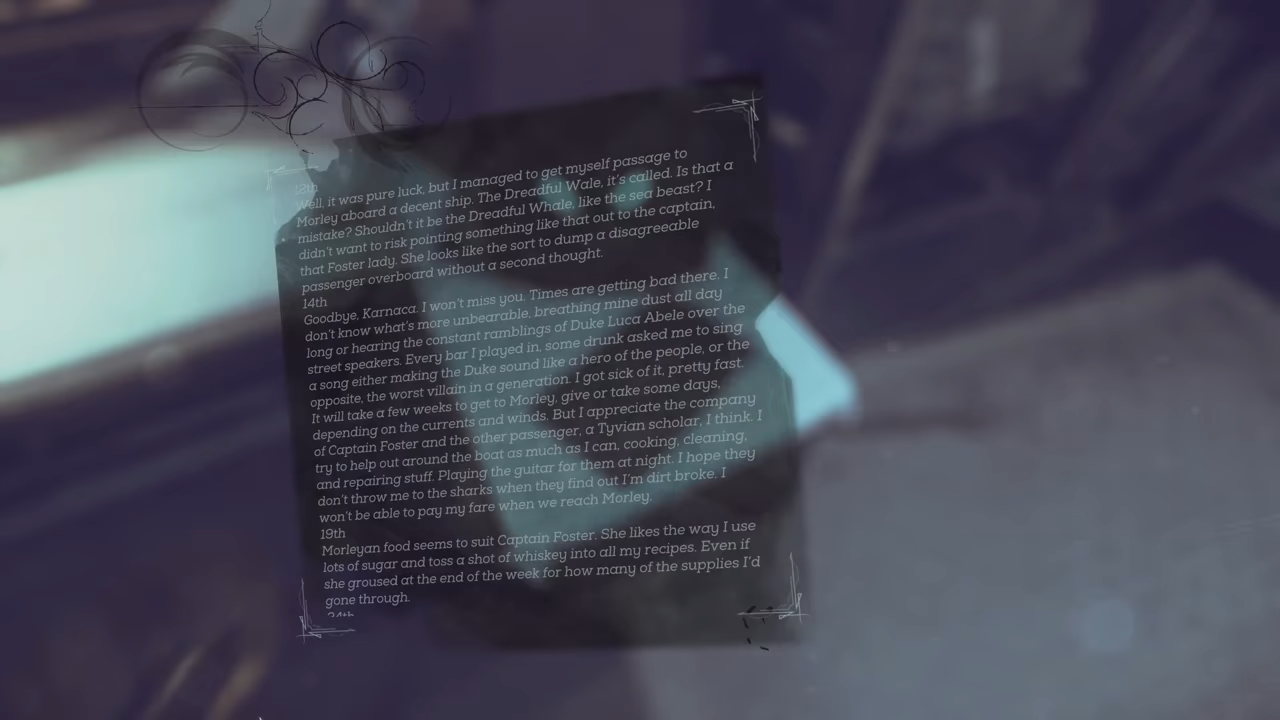 12th
Well, it was pure luck, but I managed to get myself passage to
Morley aboard a decent ship. The Dreadful Wale, it's called. Is that a
mistake? Shouldn't it be the Dreadful Whale, like the sea beast? I
didn't want to risk pointing something like that out to the captain,
that Foster lady. She looks like the sort to dump a disagreeable
passenger overboard without a second thought.
14th
Goodbye, Karnaca. I won't miss you. Times are getting bad there. I
don't know what's more unbearable, breathing mine dust all day
long or hearing the constant ramblings of Duke Luca Abele over the
street speakers. Every bar I played in, some drunk asked me to sing
a song either making the Duke sound like a hero of the people, or the
opposite, the worst villain in a generation. I got sick of it, pretty fast.
It will take a few weeks to get to Morley, give or take some days,
depending on the currents and winds. But I appreciate the company
of Captain Foster and the other passenger, a Tyvian scholar, I think. I
try to help out around the boat as much as I can, cooking, cleaning,
and repairing stuff. Playing the guitar for them at night. I hope they
don't throw me to the sharks when they find out I'm dirt broke. I
won't be able to pay my fare when we reach Morley.
19th
Morleyan food seems to suit Captain Foster. She likes the way I use
lots of sugar and toss a shot of whiskey into all my recipes. Even if
she groused at the end of the week for how many of the supplies I'd
gone through.